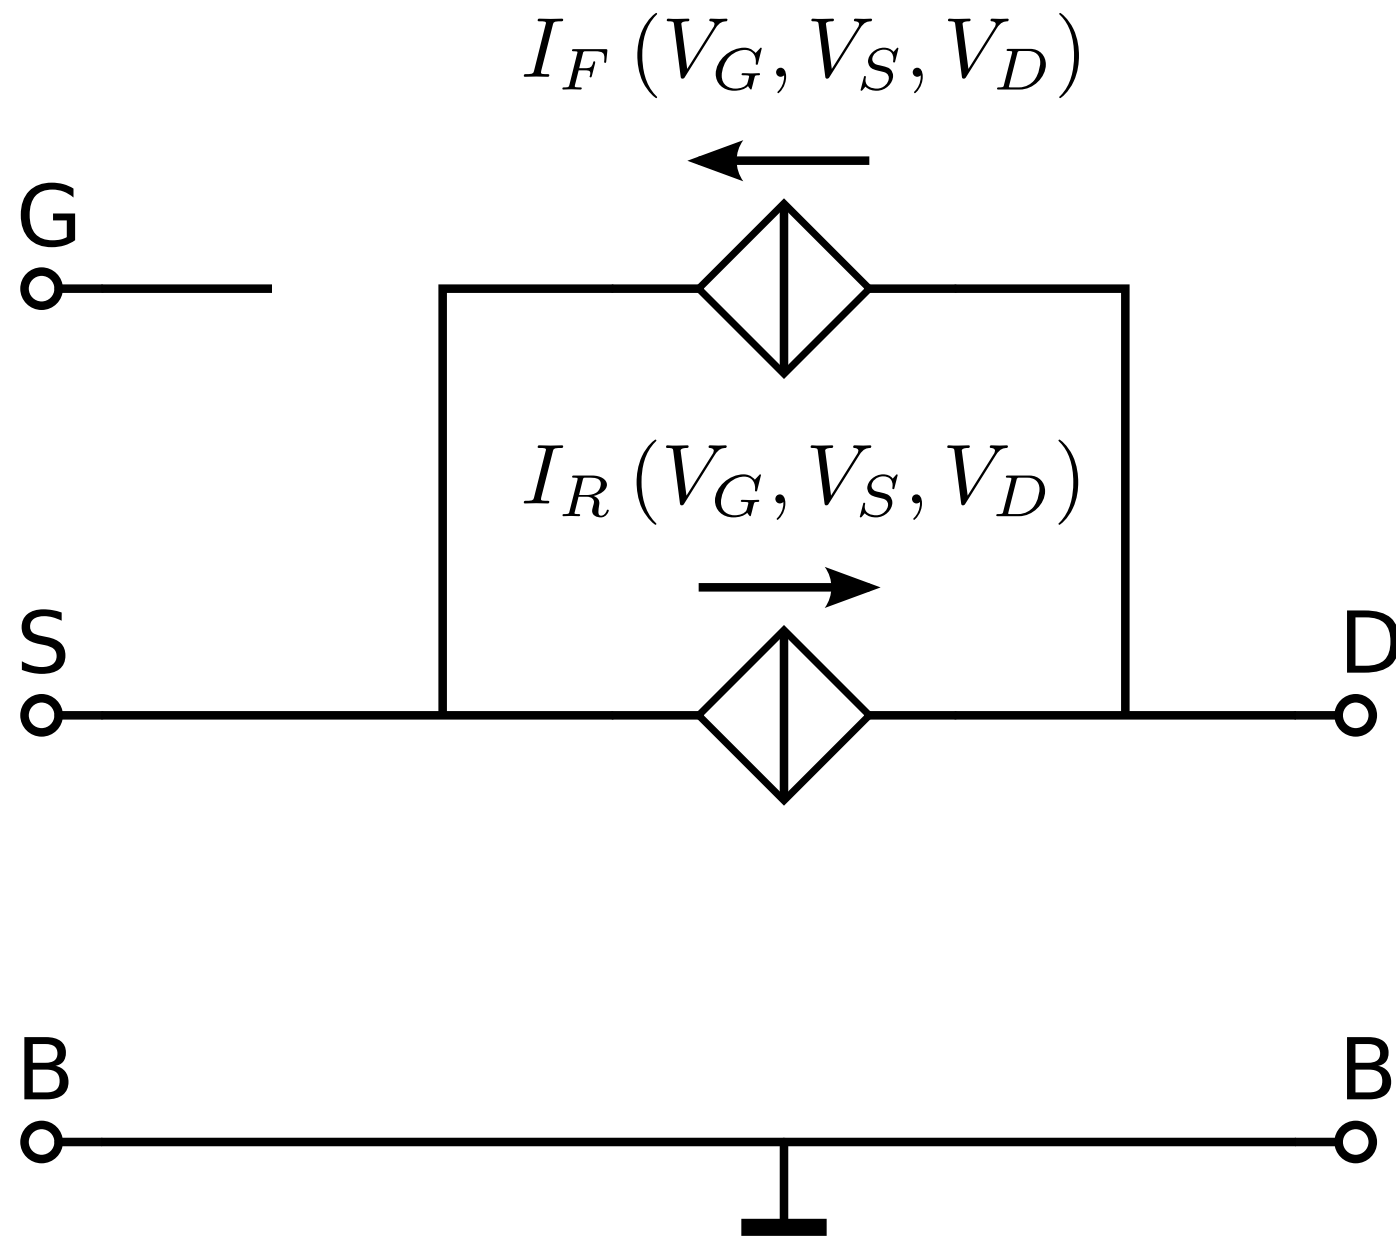 I_F (V_G, V_S, V_D)
G
I_R (V_G, V_S, V_D)
S
D
B
B